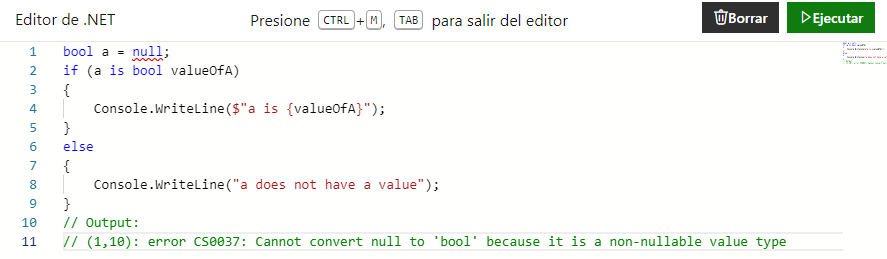 Editor de .NET Presione CTRL + M, TAB para salir del editor Borrar Ejecutar
1 bool a = null;
2 if (a is bool valueOfA)
3 {
4 Console.WriteLine($"a is {valueOfA}");
5 }
6 else
7 {
8 Console.WriteLine("a does not have a value");
9 }
10 // Output:
11 // (1,10): error CS0037: Cannot convert null to 'bool' because it is a non-nullable value type